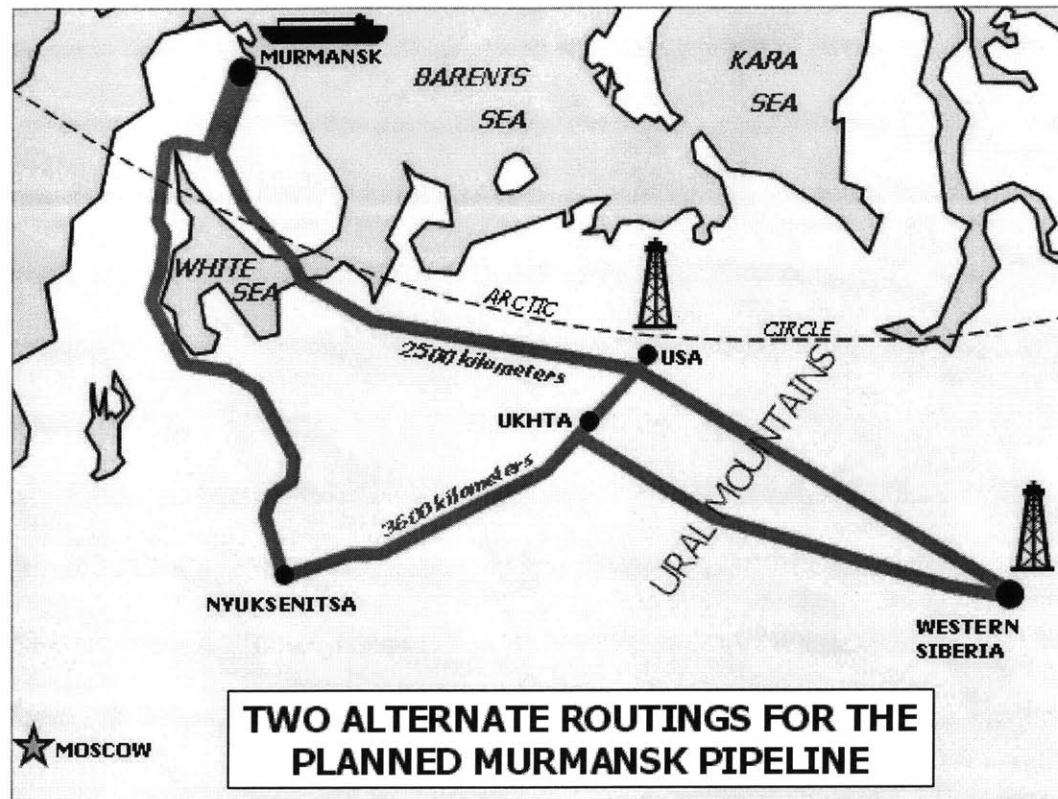 MURMANSK
BARENTS
SEA
KARA
SEA
WHITE
SEA
ARCTIC
CIRCLE
2500 kilometers
USA
UKHTA
3600 kilometers
URAL MOUNTAINS
NYUKSENITSA
WESTERN
SIBERIA
MOSCOW
TWO ALTERNATE ROUTINGS FOR THE
PLANNED MURMANSK PIPELINE